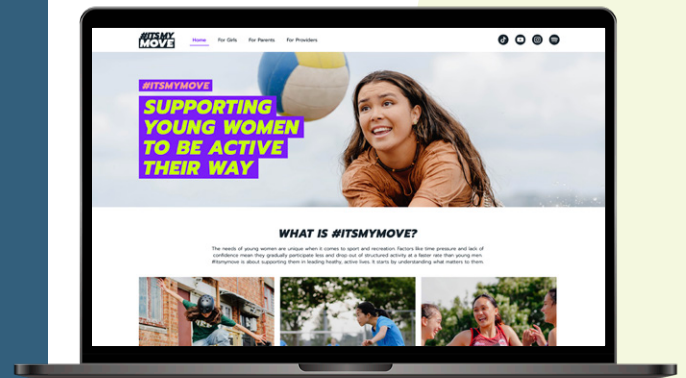 #ITSMY
MOVE
Home For Girls For Parents For Providers
#ITSMYMOVE
SUPPORTING
YOUNG WOMEN
TO BE ACTIVE
THEIR WAY
WHAT IS #ITSMYMOVE?
The needs of young women are unique when it comes to sport and recreation. Factors like time pressure and lack of
confidence mean they gradually participate less and drop out of structured activity at a faster rate than young men.
#itsmymove is about supporting them in leading healthy, active lives. It starts by understanding what matters to them.